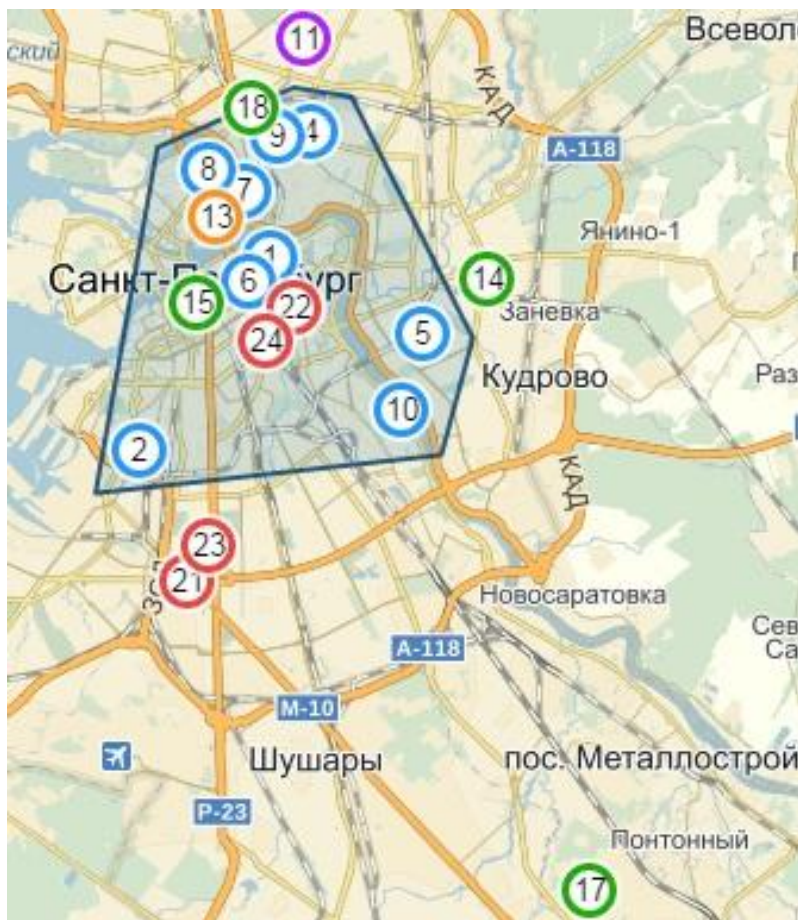 11
Всевол
ский
КАД
18
9
4
А-118
8
7
13
Янино-1
1
Санкт-П
бург
6
14
15
22
Заневка
5
24
Кудрово
Раз
10
2
КАД
23
21
Новосаратовка
Сев
Са
А-118
М-10
Шушары
пос. Металлострой
Р-23
Понтонный
17